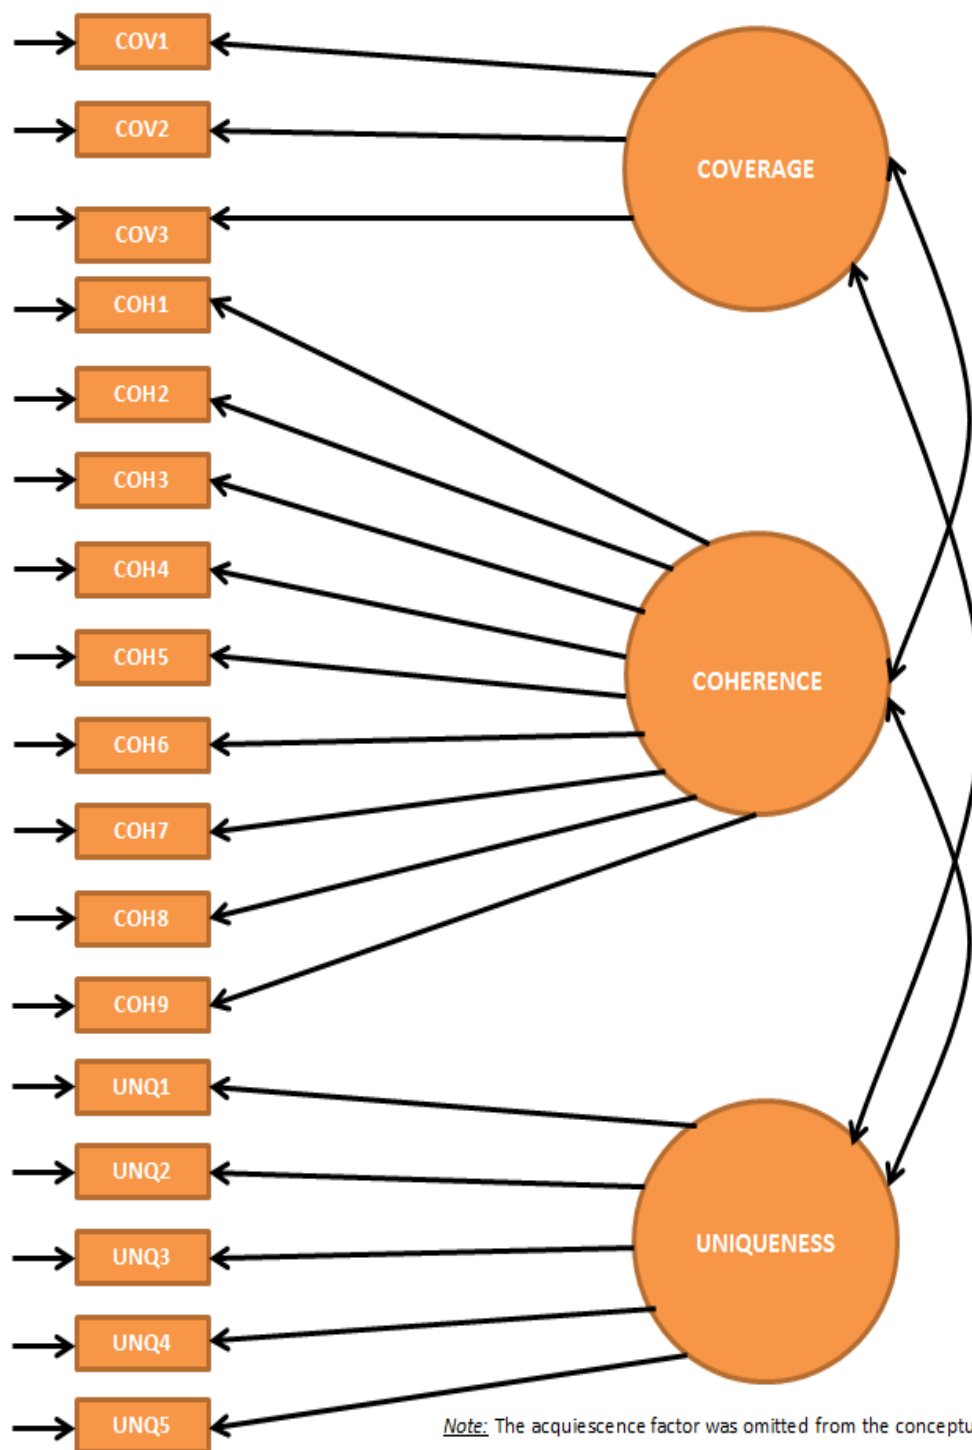 COV1
COV2
COV3
COH1
COH2
COH3
COH4
COH5
COH6
COH7
COH8
COH9
UNQ1
UNQ2
UNQ3
UNQ4
UNQ5
COVERAGE
COHERENCE
UNIQUENESS
Note: The acquiescence factor was omitted from the conceptu